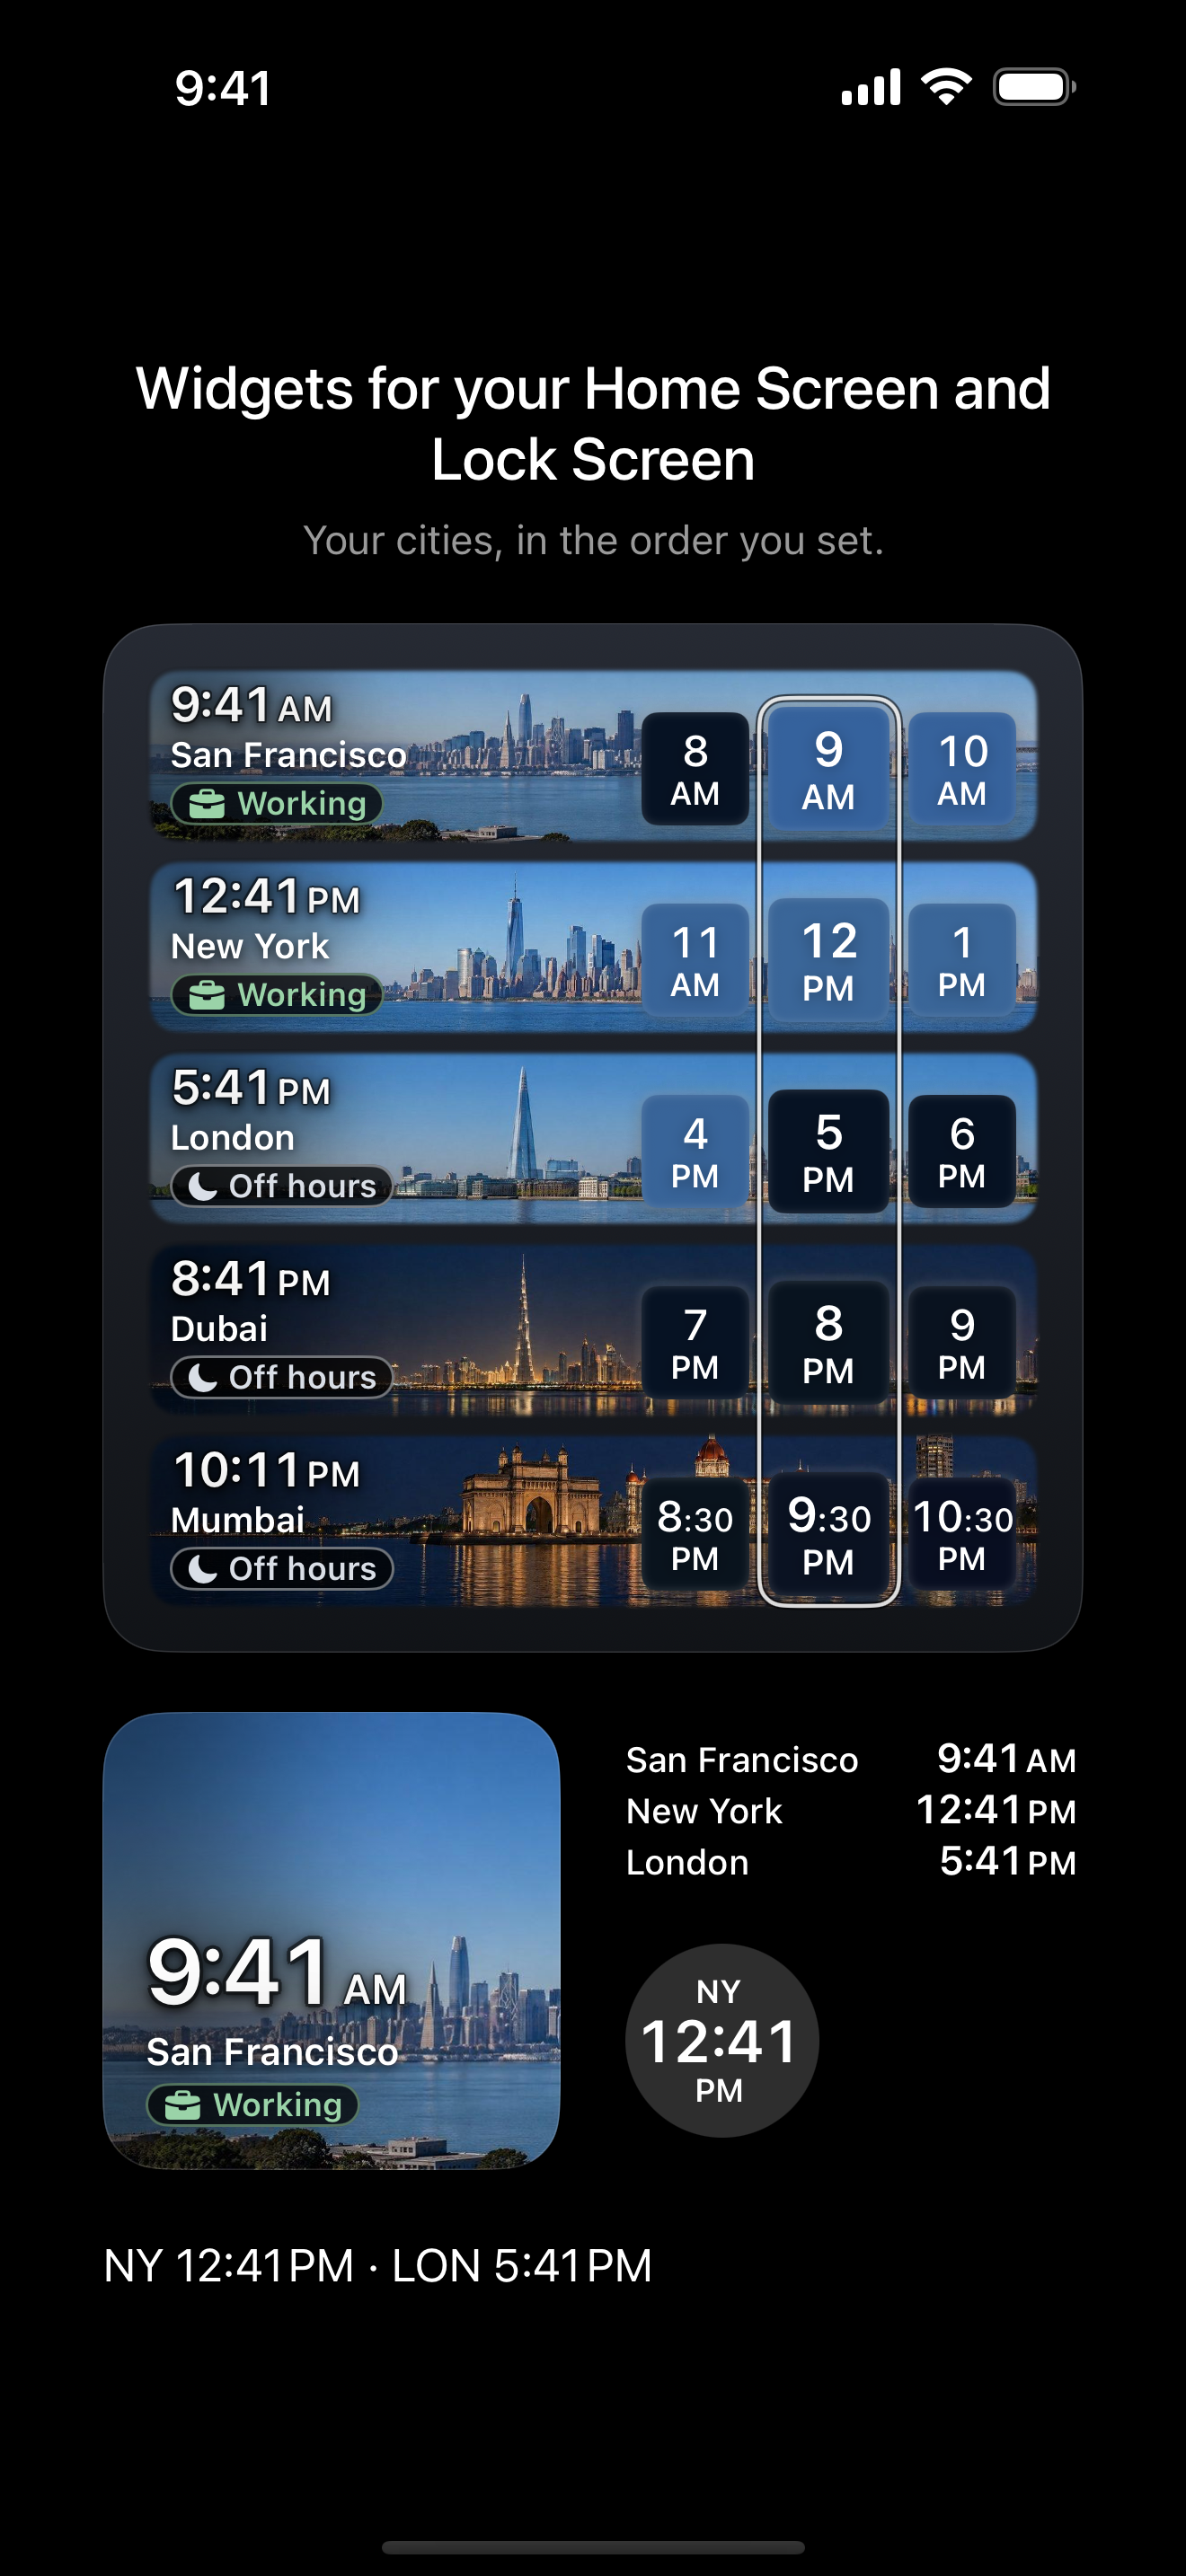 9:41
Widgets for your Home Screen and
Lock Screen
Your cities, in the order you set.
9:41 AM
San Francisco
Working
8 AM
9 AM
10 AM
12:41 PM
New York
Working
11 AM
12 PM
1 PM
5:41 PM
London
Off hours
4 PM
5 PM
6 PM
8:41 PM
Dubai
Off hours
7 PM
8 PM
9 PM
10:11 PM
Mumbai
Off hours
8:30 PM
9:30 PM
10:30 PM
9:41 AM
San Francisco
Working
San Francisco 9:41 AM
New York 12:41 PM
London 5:41 PM
NY
12:41
PM
NY 12:41 PM · LON 5:41 PM